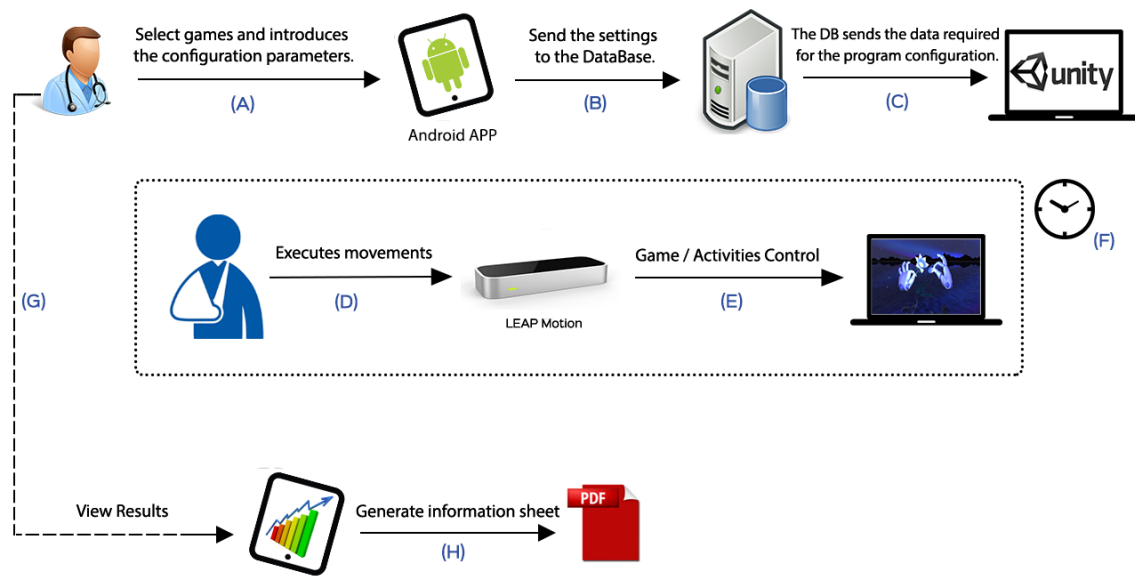 Select games and introduces
the configuration parameters.
(A)
Android APP
Send the settings
to the DataBase.
(B)
The DB sends the data required
for the program configuration.
(C)
unity
(F)
Executes movements
(D)
LEAP Motion
Game / Activities Control
(E)
(G)
View Results
Generate information sheet
(H)
PDF